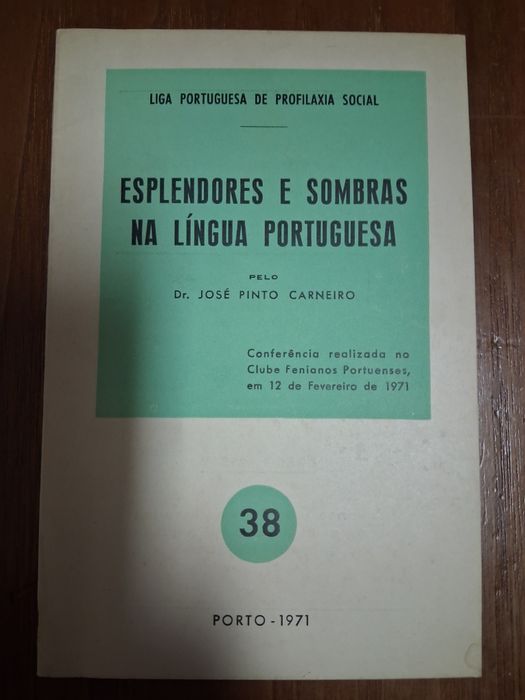 LIGA PORTUGUESA DE PROFILAXIA SOCIAL
ESPLENDORES E SOMBRAS
NA LÍNGUA PORTUGUESA
PELO
Dr. JOSÉ PINTO CARNEIRO
Conferência realizada no
Clube Fenianos Portuenses,
em 12 de Fevereiro de 1971
38
PORTO - 1971